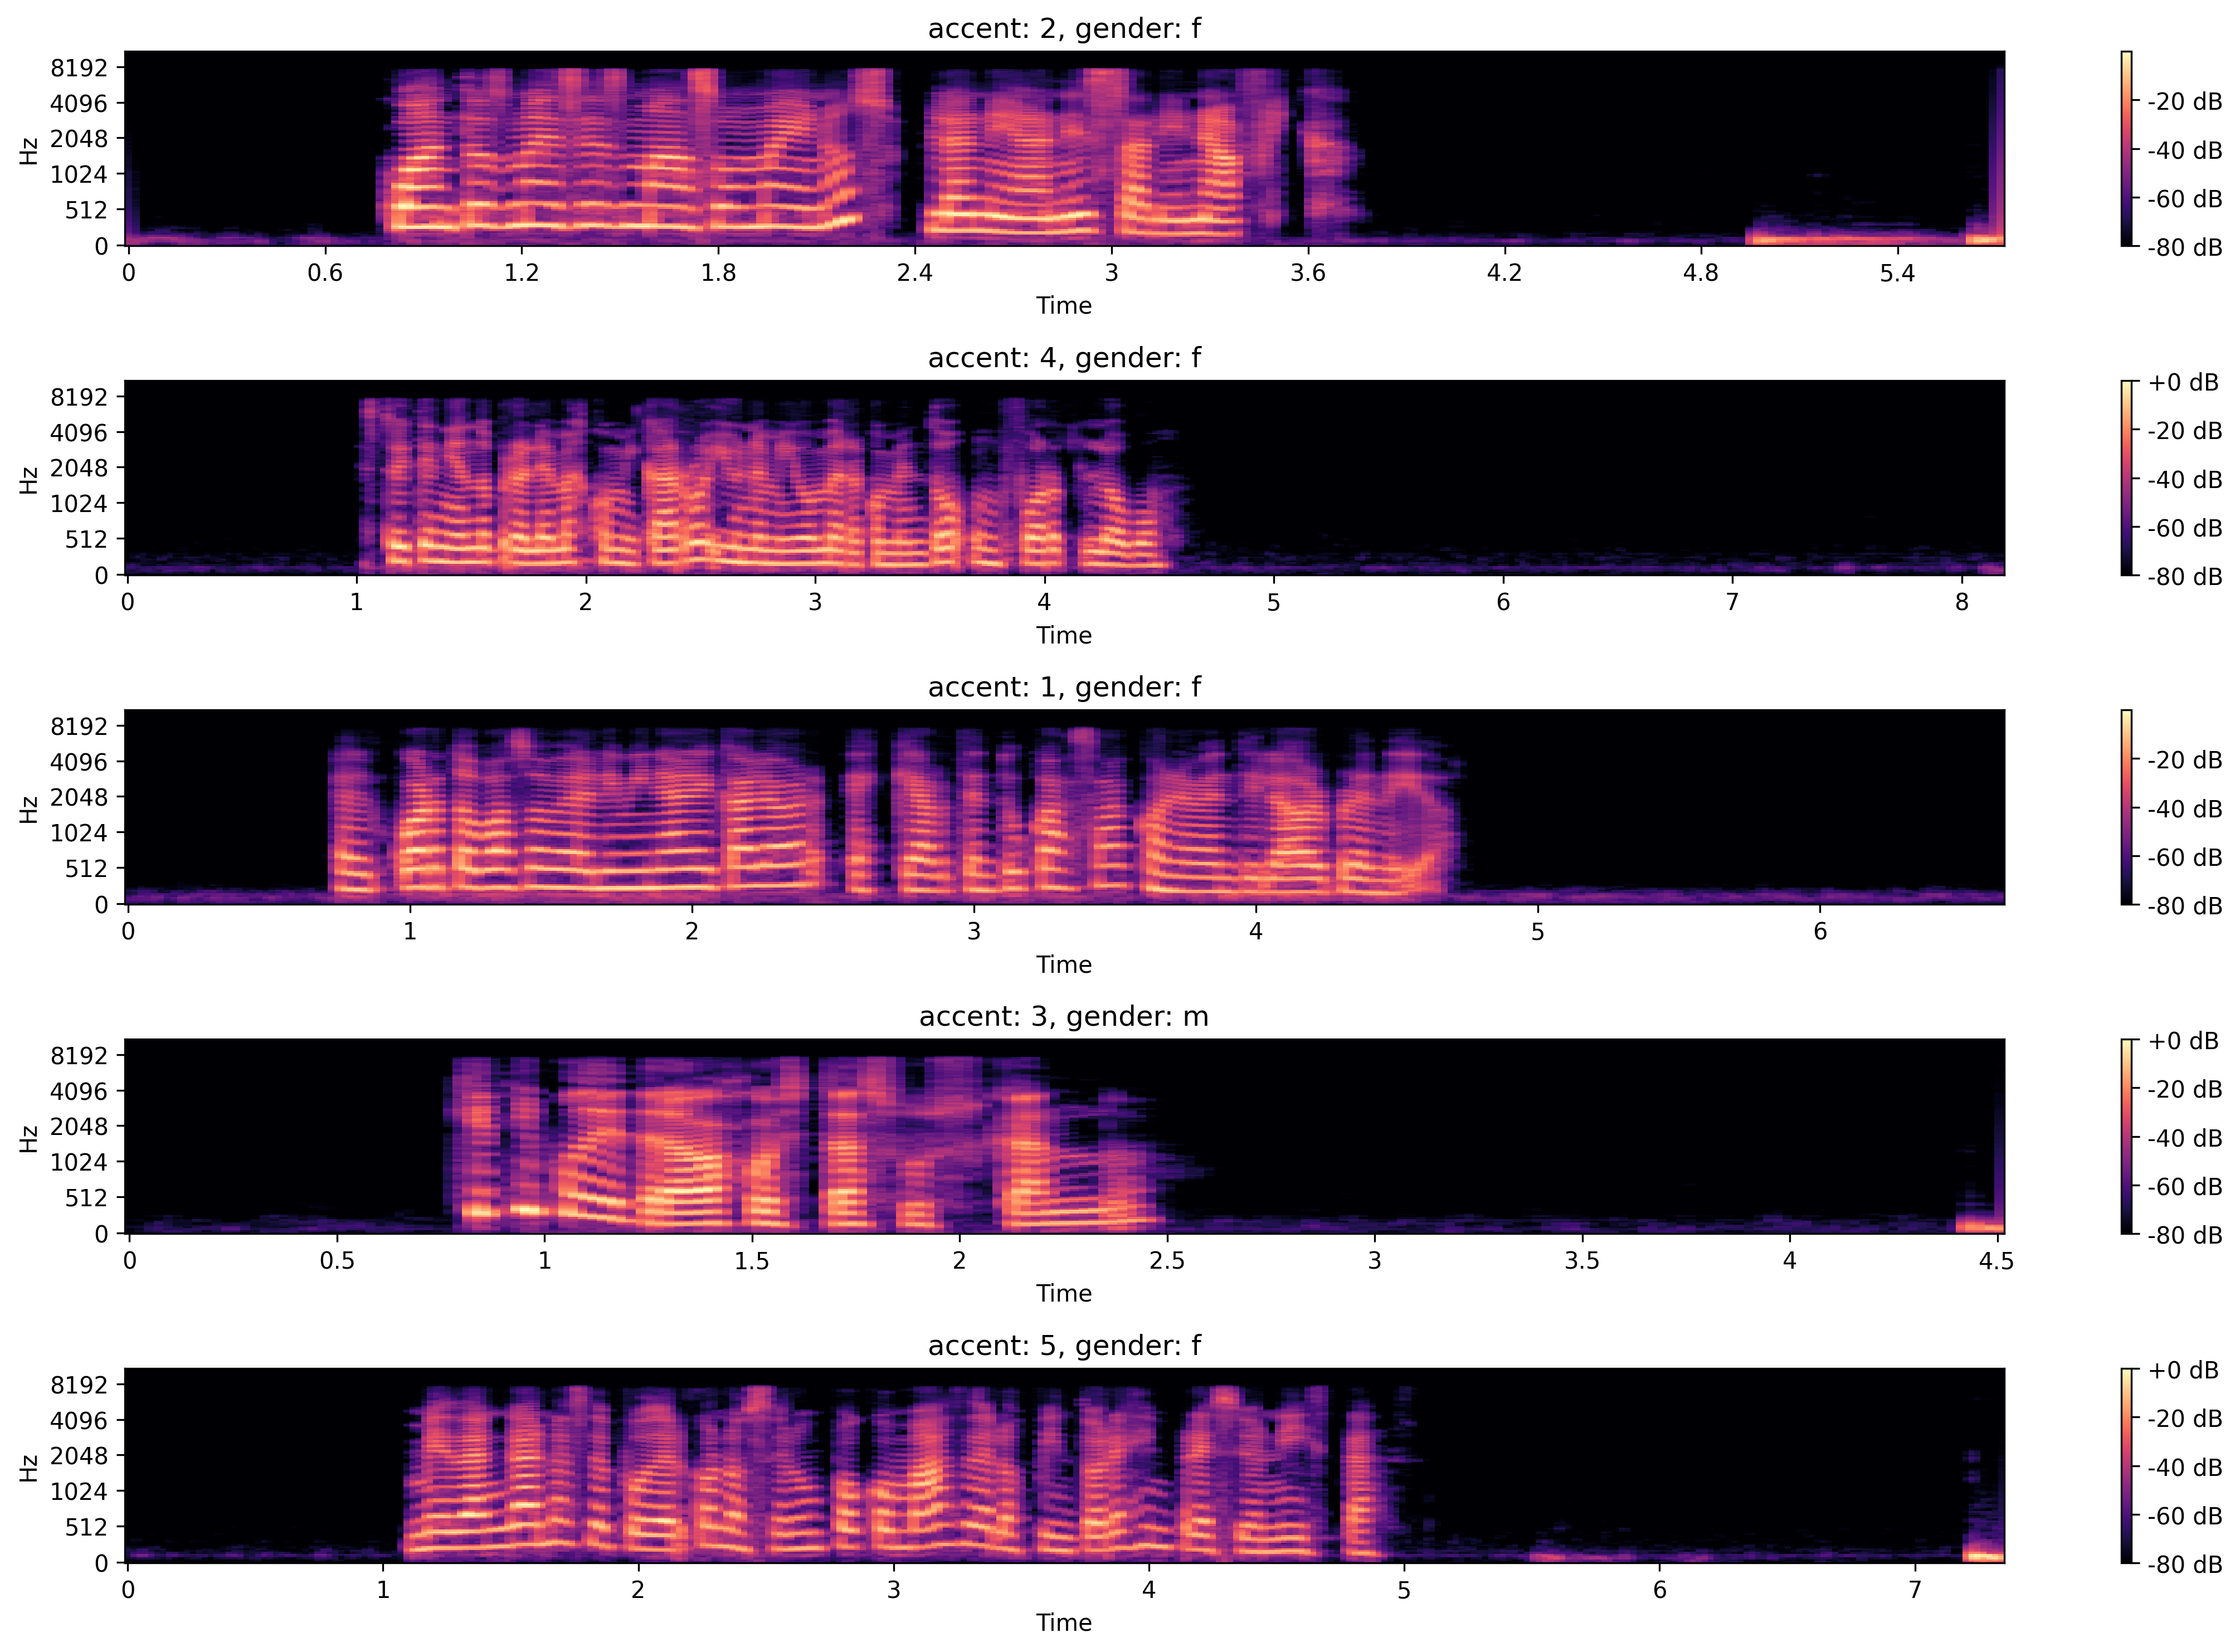 accent: 2, gender: f
8192
4096
2048
1024
512
0
Hz
0 0.6 1.2 1.8 2.4 3 3.6 4.2 4.8 5.4
Time
-20 dB
-40 dB
-60 dB
-80 dB
accent: 4, gender: f
8192
4096
2048
1024
512
0
Hz
0 1 2 3 4 5 6 7 8
Time
+0 dB
-20 dB
-40 dB
-60 dB
-80 dB
accent: 1, gender: f
8192
4096
2048
1024
512
0
Hz
0 1 2 3 4 5 6
Time
-20 dB
-40 dB
-60 dB
-80 dB
accent: 3, gender: m
8192
4096
2048
1024
512
0
Hz
0 0.5 1 1.5 2 2.5 3 3.5 4 4.5
Time
+0 dB
-20 dB
-40 dB
-60 dB
-80 dB
accent: 5, gender: f
8192
4096
2048
1024
512
0
Hz
0 1 2 3 4 5 6 7
Time
+0 dB
-20 dB
-40 dB
-60 dB
-80 dB